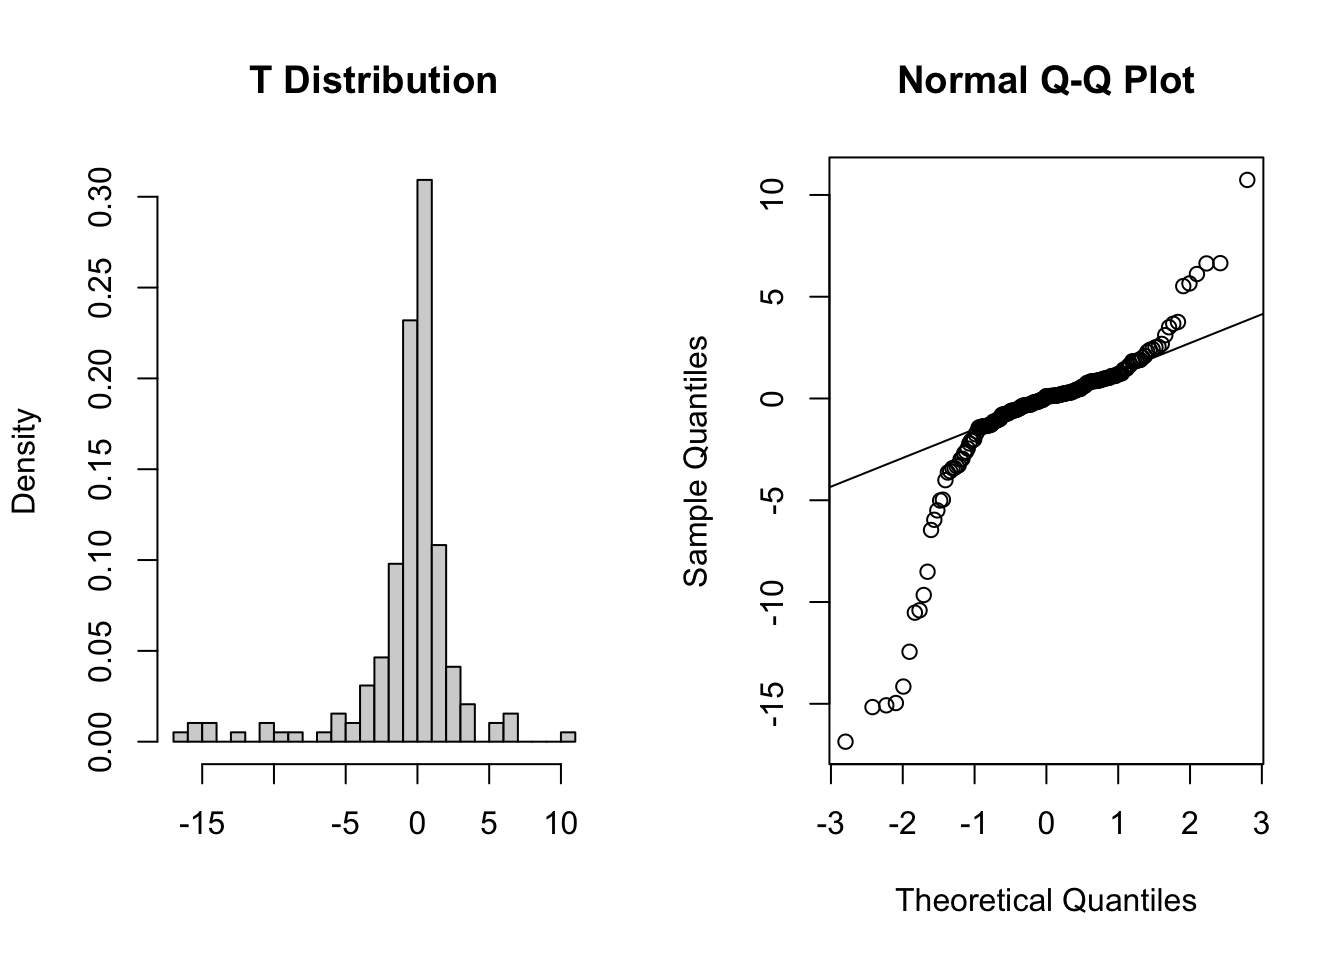 T Distribution
Density
0.00 0.05 0.10 0.15 0.20 0.25 0.30
-15 -5 0 5 10
Normal Q-Q Plot
Sample Quantiles
-15 -10 -5 0 5 10
-3 -2 -1 0 1 2 3
Theoretical Quantiles